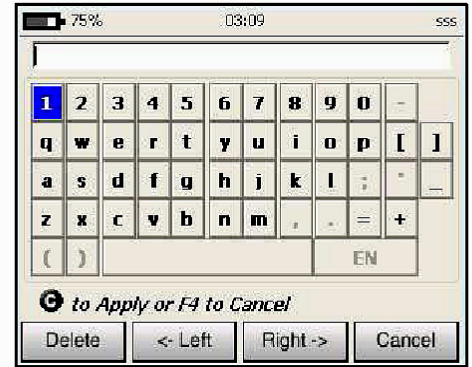 75% 03:09 sss
1 2 3 4 5 6 7 8 9 0 -
q w e r t y u i o p [ ]
a s d f g h j k l ; _
z x c v b n m , . = +
( ) EN
C to Apply or F4 to Cancel
Delete <- Left Right -> Cancel